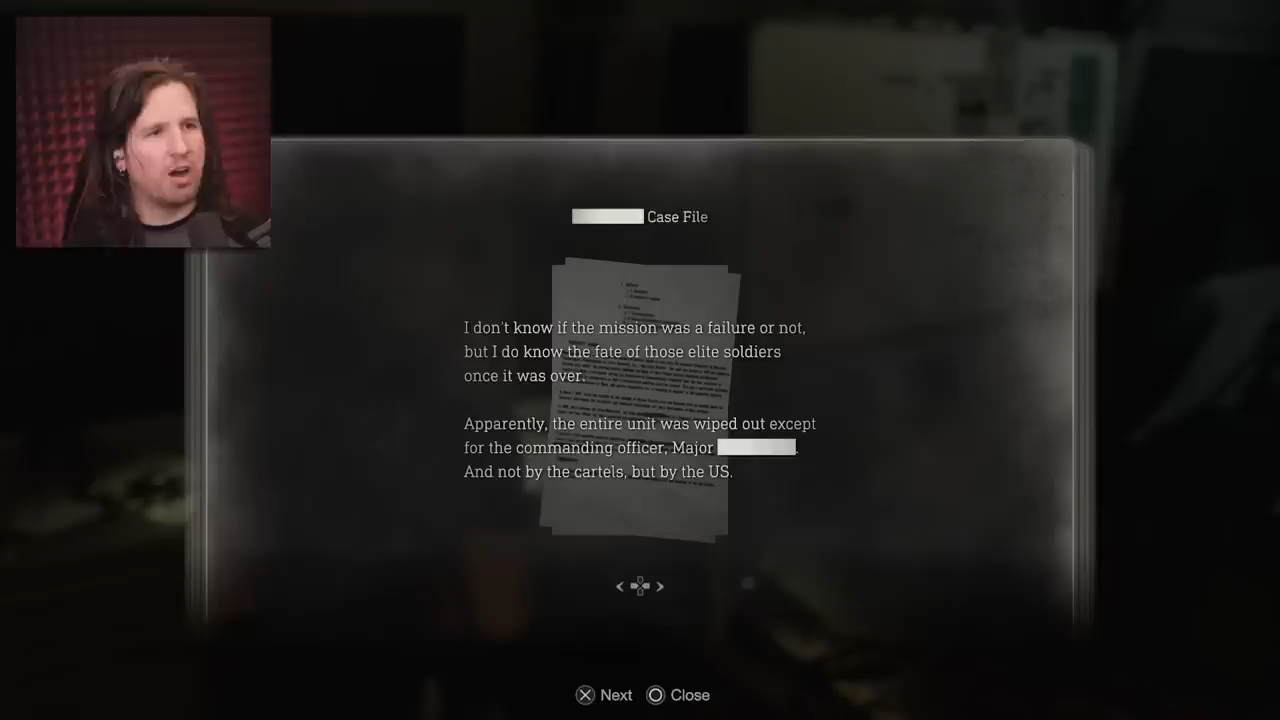 Case File
I don't know if the mission was a failure or not,
but I do know the fate of those elite soldiers
once it was over.
Apparently, the entire unit was wiped out except
for the commanding officer, Major .
And not by the cartels, but by the US.
Next Close